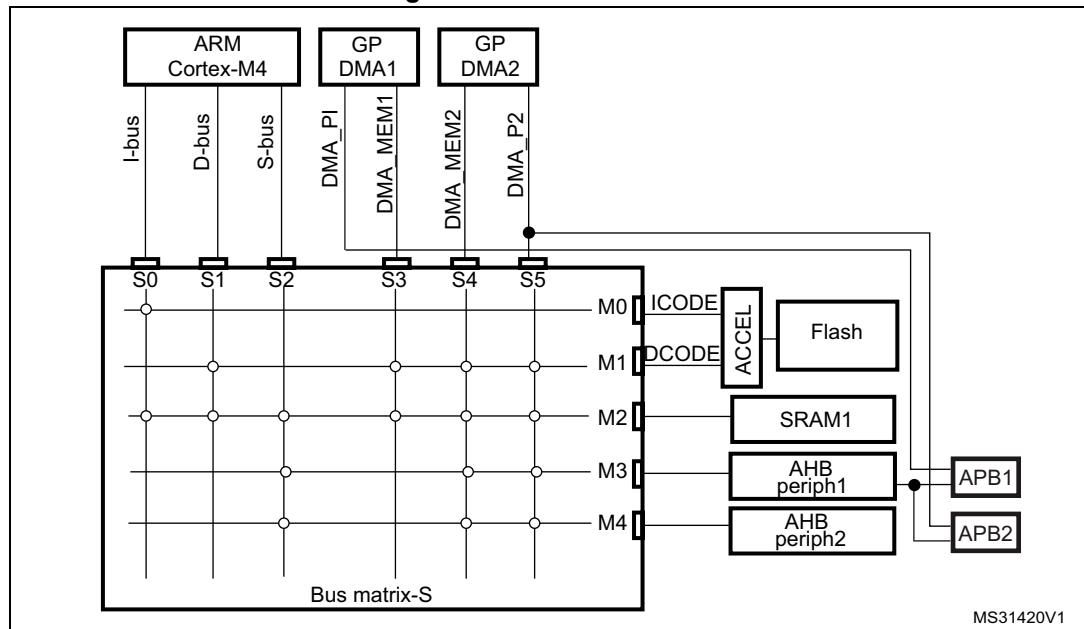 g
ARM
Cortex-M4
GP
DMA1
GP
DMA2
I-bus
D-bus
S-bus
DMA_PI
DMA_MEM1
DMA_MEM2
DMA_P2
S0 S1 S2 S3 S4 S5
M0 ICODE
ACCEL
Flash
M1 DCODE
M2 SRAM1
M3 AHB
periph1
APB1
M4 AHB
periph2
APB2
Bus matrix-S
MS31420V1